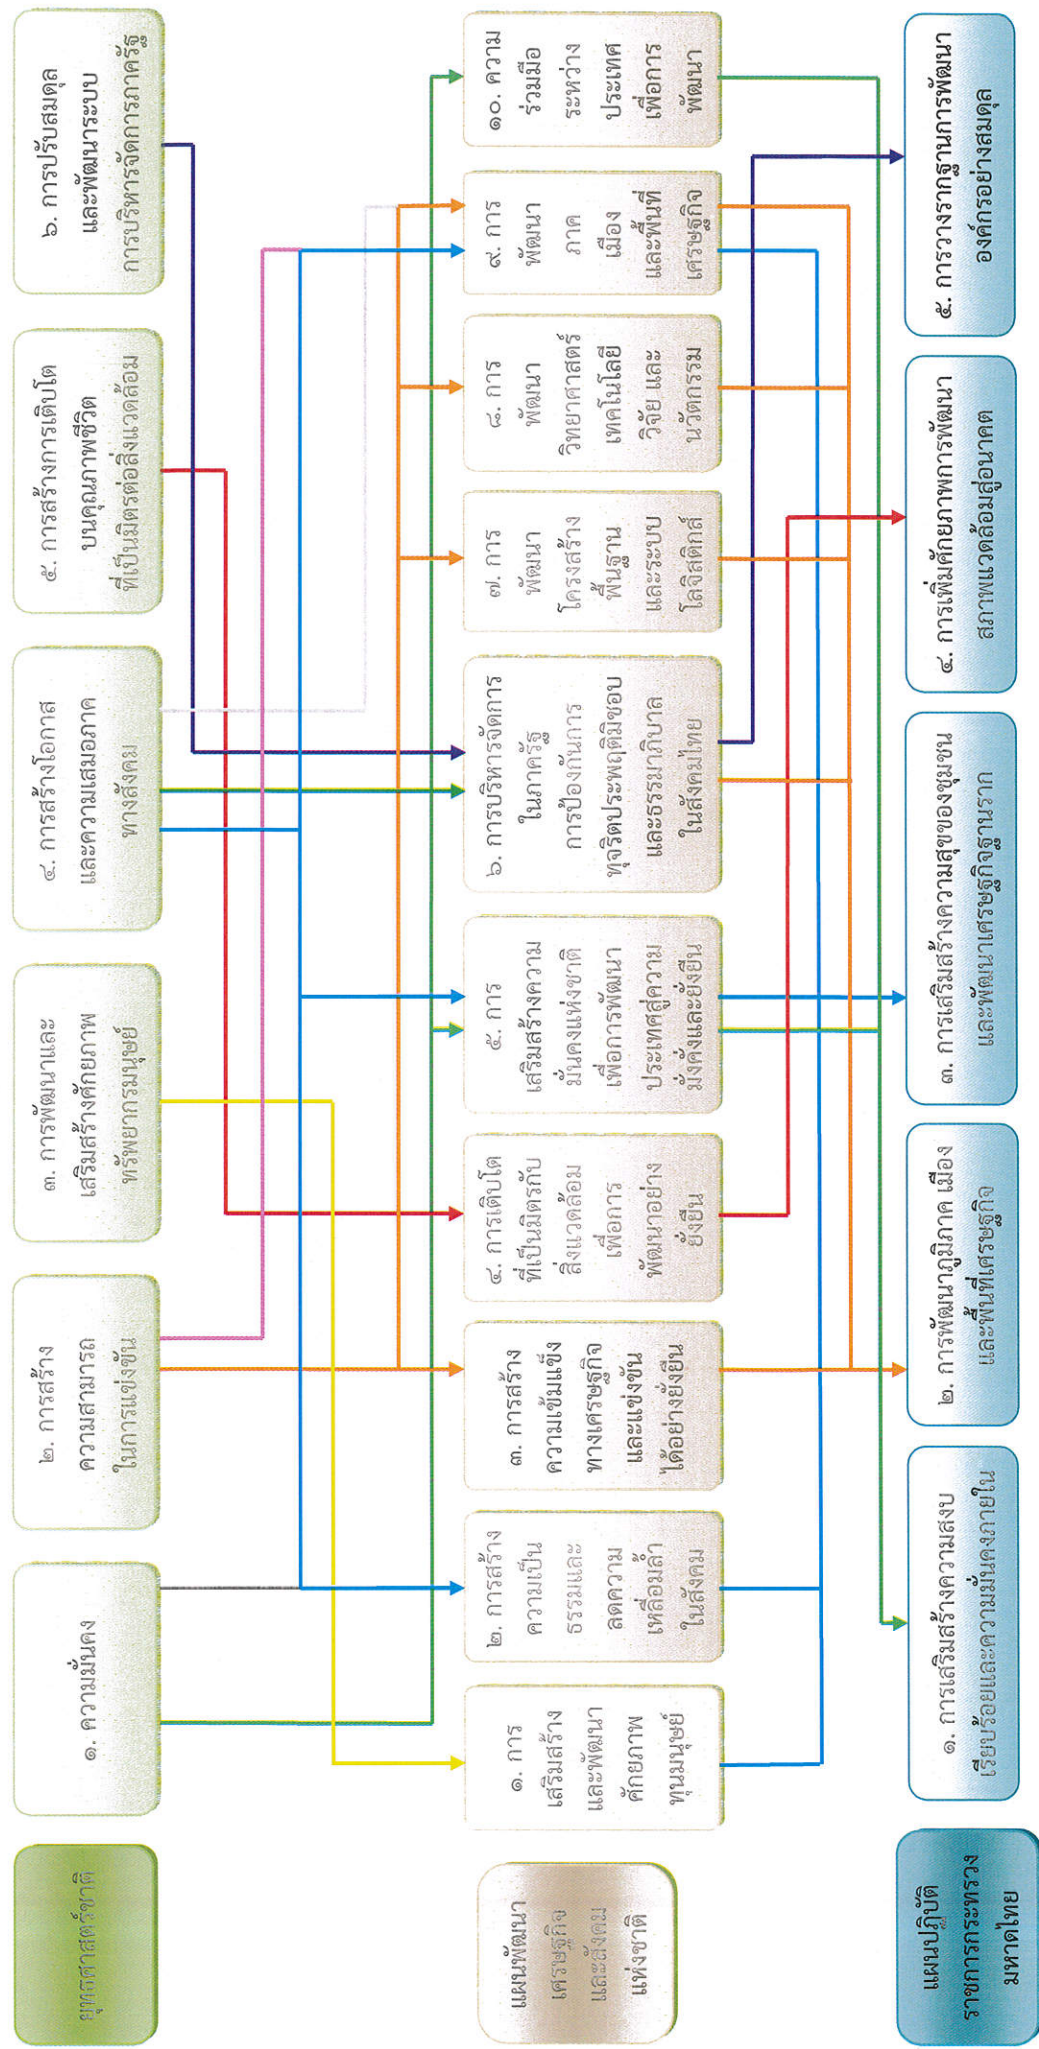 ยุทธศาสตร์ชาติ
๑. ความมั่นคง
๒. การสร้าง
ความสามารถ
ในการแข่งขัน
๓. การพัฒนาและ
เสริมสร้างศักยภาพ
ทรัพยากรมนุษย์
๔. การสร้างโอกาส
และความเสมอภาค
ทางสังคม
๕. การสร้างการเติบโต
บนคุณภาพชีวิต
ที่เป็นมิตรต่อสิ่งแวดล้อม
๖. การปรับสมดุล
และพัฒนาระบบ
การบริหารจัดการภาครัฐ
แผนพัฒนา
เศรษฐกิจ
และสังคม
แห่งชาติ
๑. การ
เสริมสร้าง
และพัฒนา
ศักยภาพ
ทุนมนุษย์
๒. การสร้าง
ความเป็น
ธรรมและ
ลดความ
เหลื่อมล้ำ
ในสังคม
๓. การสร้าง
ความเข้มแข็ง
ทางเศรษฐกิจ
และแข่งขัน
ได้อย่างยั่งยืน
๔. การเติบโต
ที่เป็นมิตรกับ
สิ่งแวดล้อม
เพื่อการ
พัฒนาอย่าง
ยั่งยืน
๕. การ
เสริมสร้างความ
มั่นคงแห่งชาติ
เพื่อการพัฒนา
ประเทศสู่ความ
มั่งคั่งและยั่งยืน
๖. การบริหารจัดการ
ในภาครัฐ
การป้องกันการ
ทุจริตประพฤติมิชอบ
และธรรมาภิบาล
ในสังคมไทย
๗. การ
พัฒนา
โครงสร้าง
พื้นฐาน
และระบบ
โลจิสติกส์
๘. การ
พัฒนา
วิทยาศาสตร์
เทคโนโลยี
วิจัย และ
นวัตกรรม
๙. การ
พัฒนา
ภาค
เมือง
และพื้นที่
เศรษฐกิจ
๑๐. ความ
ร่วมมือ
ระหว่าง
ประเทศ
เพื่อการ
พัฒนา
แผนปฏิบัติ
ราชการกระทรวง
มหาดไทย
๑. การเสริมสร้างความสงบ
เรียบร้อยและความมั่นคงภายใน
๒. การพัฒนาภูมิภาค เมือง
และพื้นที่เศรษฐกิจ
๓. การเสริมสร้างความสุขของชุมชน
และพัฒนาเศรษฐกิจฐานราก
๔. การเพิ่มศักยภาพการพัฒนา
สภาพแวดล้อมสู่อนาคต
๕. การวางรากฐานการพัฒนา
องค์กรอย่างสมดุล